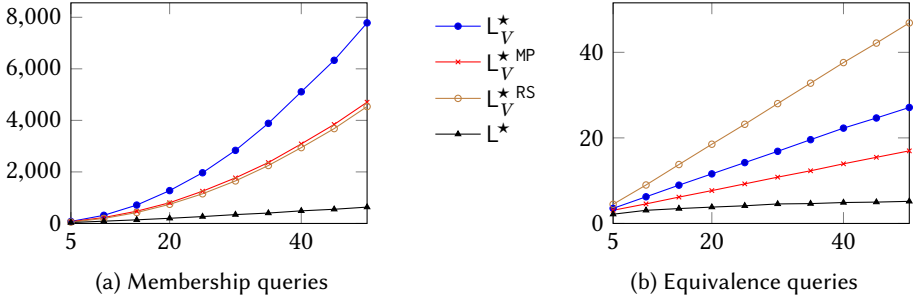 8,000
6,000
4,000
2,000
0
5
20
40
(a) Membership queries
L★V
L★V MP
L★V RS
L★
40
20
0
5
20
40
(b) Equivalence queries